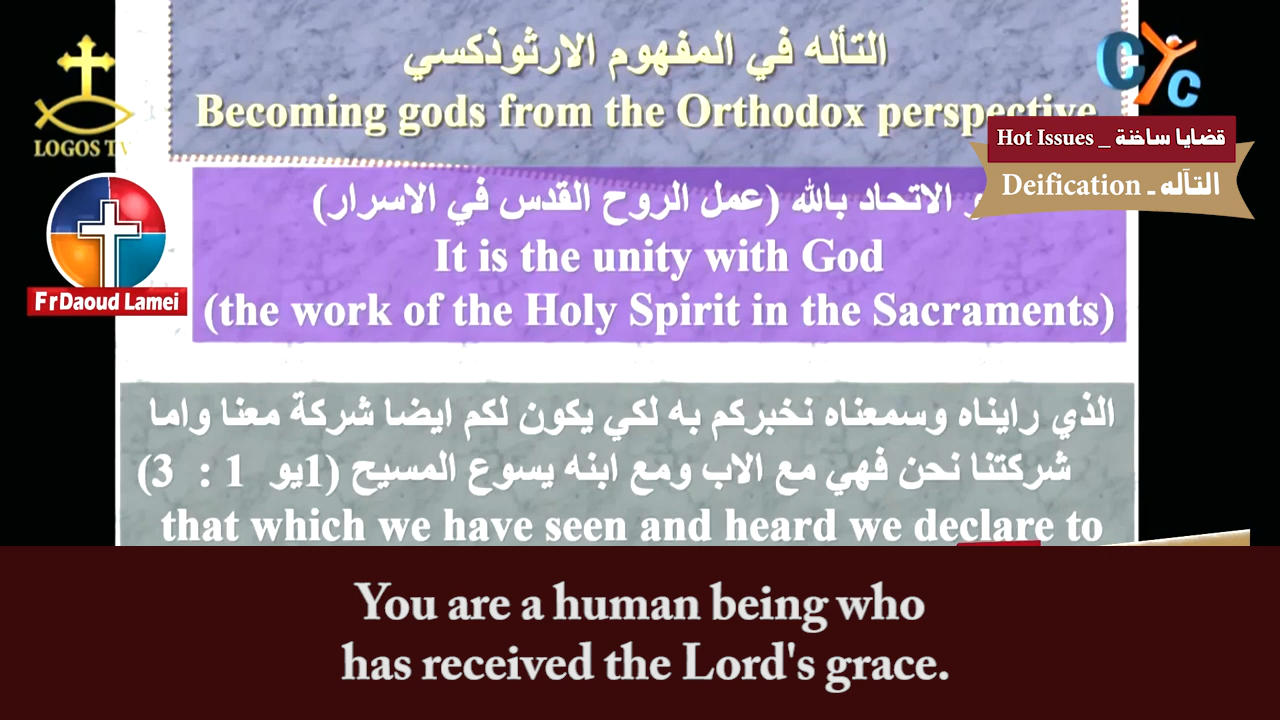 التأله في المفهوم الارثوذكسي
Becoming gods from the Orthodox perspective
LOGOS TV
CYC
Hot Issues _ قضايا ساخنة
Deification - التآله
الاتحاد بالله (عمل الروح القدس في الاسرار)
It is the unity with God
(the work of the Holy Spirit in the Sacraments)
FrDaoud Lamei
الذي رايناه وسمعناه نخبركم به لكي يكون لكم ايضا شركة معنا واما
شركتنا نحن فهي مع الاب ومع ابنه يسوع المسيح (1يو 1 : 3)
that which we have seen and heard we declare to
You are a human being who
has received the Lord's grace.